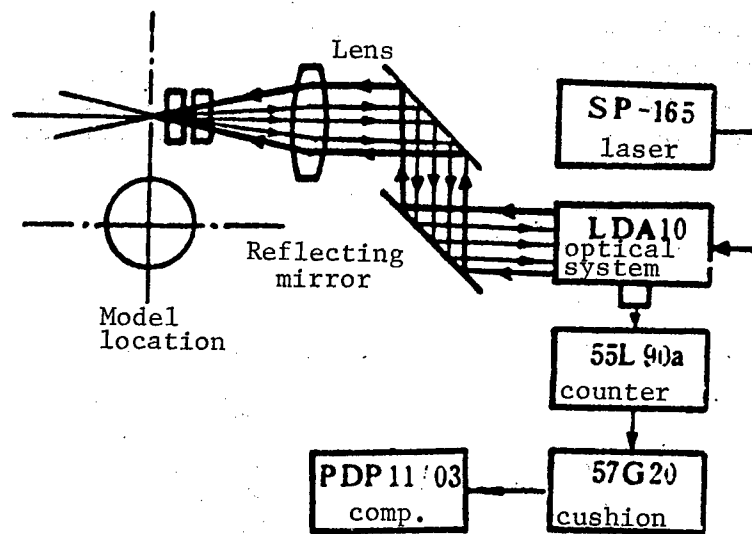 Lens
SP-165
laser
LDA10
optical
system
Reflecting
mirror
Model
location
55L 90a
counter
PDP11/03
comp.
57G20
cushion